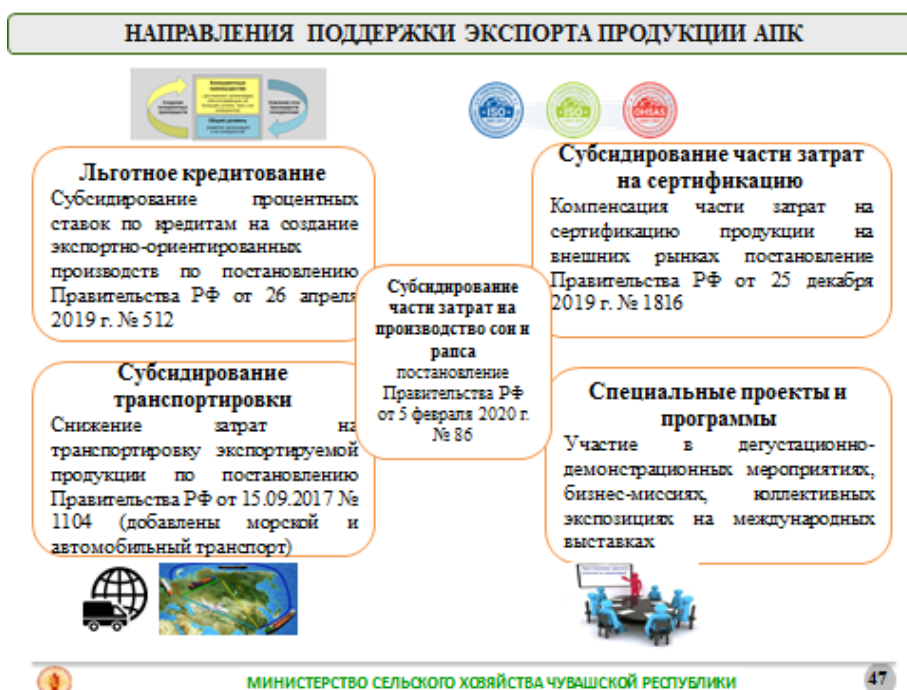 НАПРАВЛЕНИЯ ПОДДЕРЖКИ ЭКСПОРТА ПРОДУКЦИИ АПК
ISO
ISO
OHSAS
Льготное кредитование
Субсидирование процентных
ставок по кредитам на создание
экспортно-ориентированных
производств по постановлению
Правительства РФ от 26 апреля
2019 г. № 512
Субсидирование части затрат
на сертификацию
Компенсация части затрат на
сертификацию продукции на
внешних рынках постановление
Правительства РФ от 25 декабря
2019 г. № 1816
Субсидирование
части затрат на
производство сои и
рапса
постановление
Правительства РФ
от 5 февраля 2020 г.
№ 86
Субсидирование
транспортировки
Снижение затрат на
транспортировку экспортируемой
продукции по постановлению
Правительства РФ от 15.09.2017 №
1104 (добавлены морской и
автомобильный транспорт)
Специальные проекты и
программы
Участие в дегустационно-
демонстрационных мероприятиях,
бизнес-миссиях, коллективных
экспозициях на международных
выставках
МИНИСТЕРСТВО СЕЛЬСКОГО ХОЗЯЙСТВА ЧУВАШСКОЙ РЕСПУБЛИКИ
47